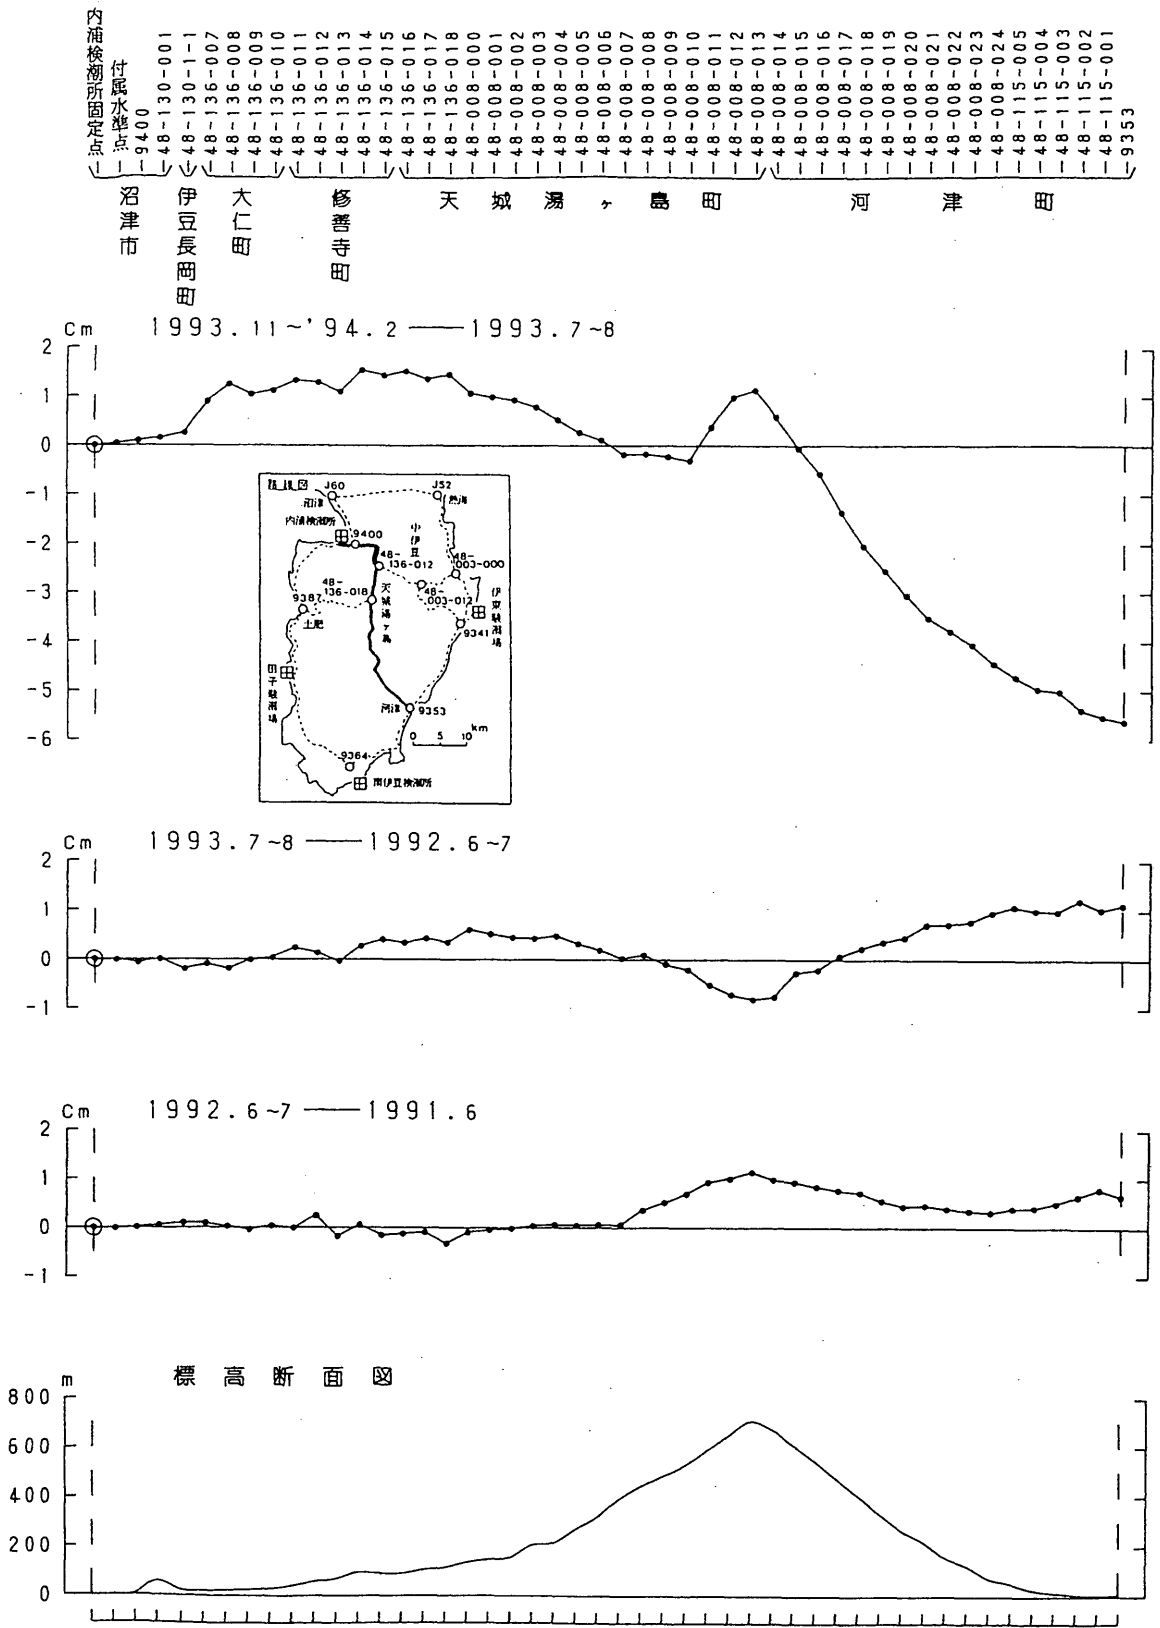 内浦検潮所固定点
付属水準点
9400
48-130-001
48-130-1-1
48-136-007
48-136-008
48-136-009
48-136-010
48-136-011
48-136-012
48-136-013
48-136-014
48-136-015
48-136-016
48-136-017
48-136-018
48-008-000
48-008-001
48-008-002
48-008-003
48-008-004
48-008-005
48-008-006
48-008-007
48-008-008
48-008-009
48-008-010
48-008-011
48-008-012
48-008-013
48-008-014
48-008-015
48-008-016
48-008-017
48-008-018
48-008-019
48-008-020
48-008-021
48-008-022
48-008-023
48-008-024
48-115-005
48-115-004
48-115-003
48-115-002
48-115-001
9353
沼津市
伊豆長岡町
大仁町
修善寺町
天城湯ヶ島町
河津町
Cm 1993.11~'94.2 — 1993.7~8
2
1
0
-1
-2
-3
-4
-5
-6
路線図
J60
J52
沼津
熱海
内浦検潮所
9400
中伊豆
48-136-012
48-003-000
48-136-018
48-003-012
天城湯ヶ島
伊東験潮場
9387
土肥
9341
田子験潮場
河津
9353
km
0 5 10
9364
南伊豆検潮所
Cm 1993.7~8 — 1992.6~7
2
1
0
-1
Cm 1992.6~7 — 1991.6
2
1
0
-1
m 標高断面図
800
600
400
200
0